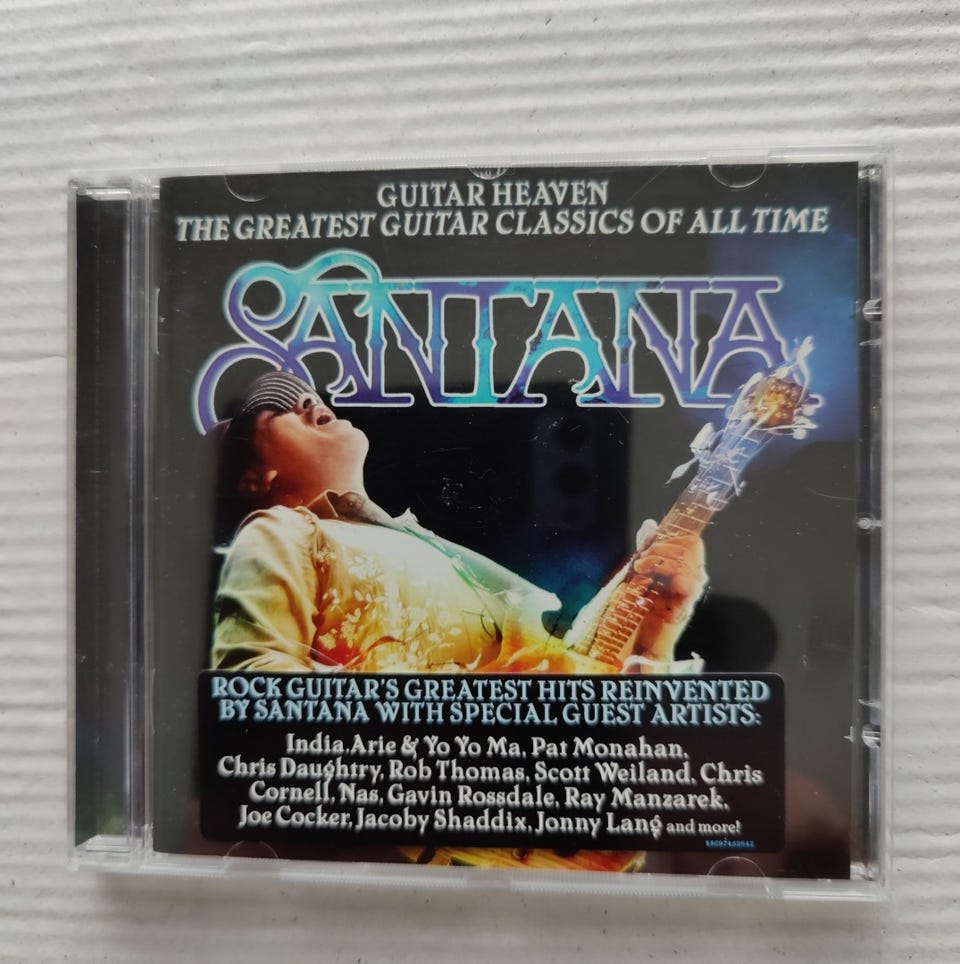 GUITAR HEAVEN
THE GREATEST GUITAR CLASSICS OF ALL TIME
SANTANA
ROCK GUITAR'S GREATEST HITS REINVENTED
BY SANTANA WITH SPECIAL GUEST ARTISTS:
India.Arie & Yo Yo Ma, Pat Monahan,
Chris Daughtry, Rob Thomas, Scott Weiland, Chris
Cornell, Nas, Gavin Rossdale, Ray Manzarek,
Joe Cocker, Jacoby Shaddix, Jonny Lang and more!